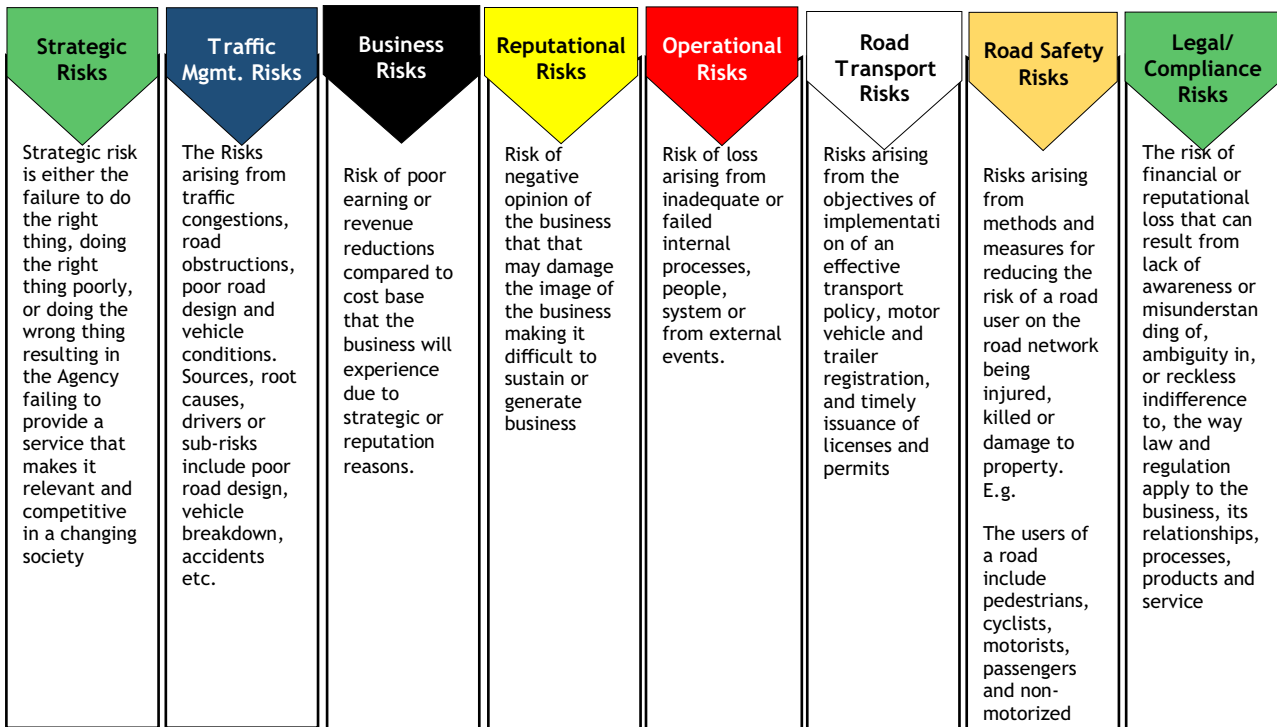 Strategic
Risks
Strategic risk
is either the
failure to do
the right
thing, doing
the right
thing poorly,
or doing the
wrong thing
resulting in
the Agency
failing to
provide a
service that
makes it
relevant and
competitive
in a changing
society
Traffic
Mgmt. Risks
The Risks
arising from
traffic
congestions,
road
obstructions,
poor road
design and
vehicle
conditions.
Sources, root
causes,
drivers or
sub-risks
include poor
road design,
vehicle
breakdown,
accidents
etc.
Business
Risks
Risk of poor
earning or
revenue
reductions
compared to
cost base
that the
business will
experience
due to
strategic or
reputation
reasons.
Reputational
Risks
Risk of
negative
opinion of
the business
that that
may damage
the image of
the business
making it
difficult to
sustain or
generate
business
Operational
Risks
Risk of loss
arising from
inadequate or
failed
internal
processes,
people,
system or
from external
events.
Road
Transport
Risks
Risks arising
from the
objectives of
implementati
on of an
effective
transport
policy, motor
vehicle and
trailer
registration,
and timely
issuance of
licenses and
permits
Road Safety
Risks
Risks arising
from
methods and
measures for
reducing the
risk of a road
user on the
road network
being
injured,
killed or
damage to
property.
E.g.
The users of
a road
include
pedestrians,
cyclists,
motorists,
passengers
and non-
motorized
Legal/
Compliance
Risks
The risk of
financial or
reputational
loss that can
result from
lack of
awareness or
misunderstan
ding of,
ambiguity in,
or reckless
indifference
to, the way
law and
regulation
apply to the
business, its
relationships,
processes,
products and
service